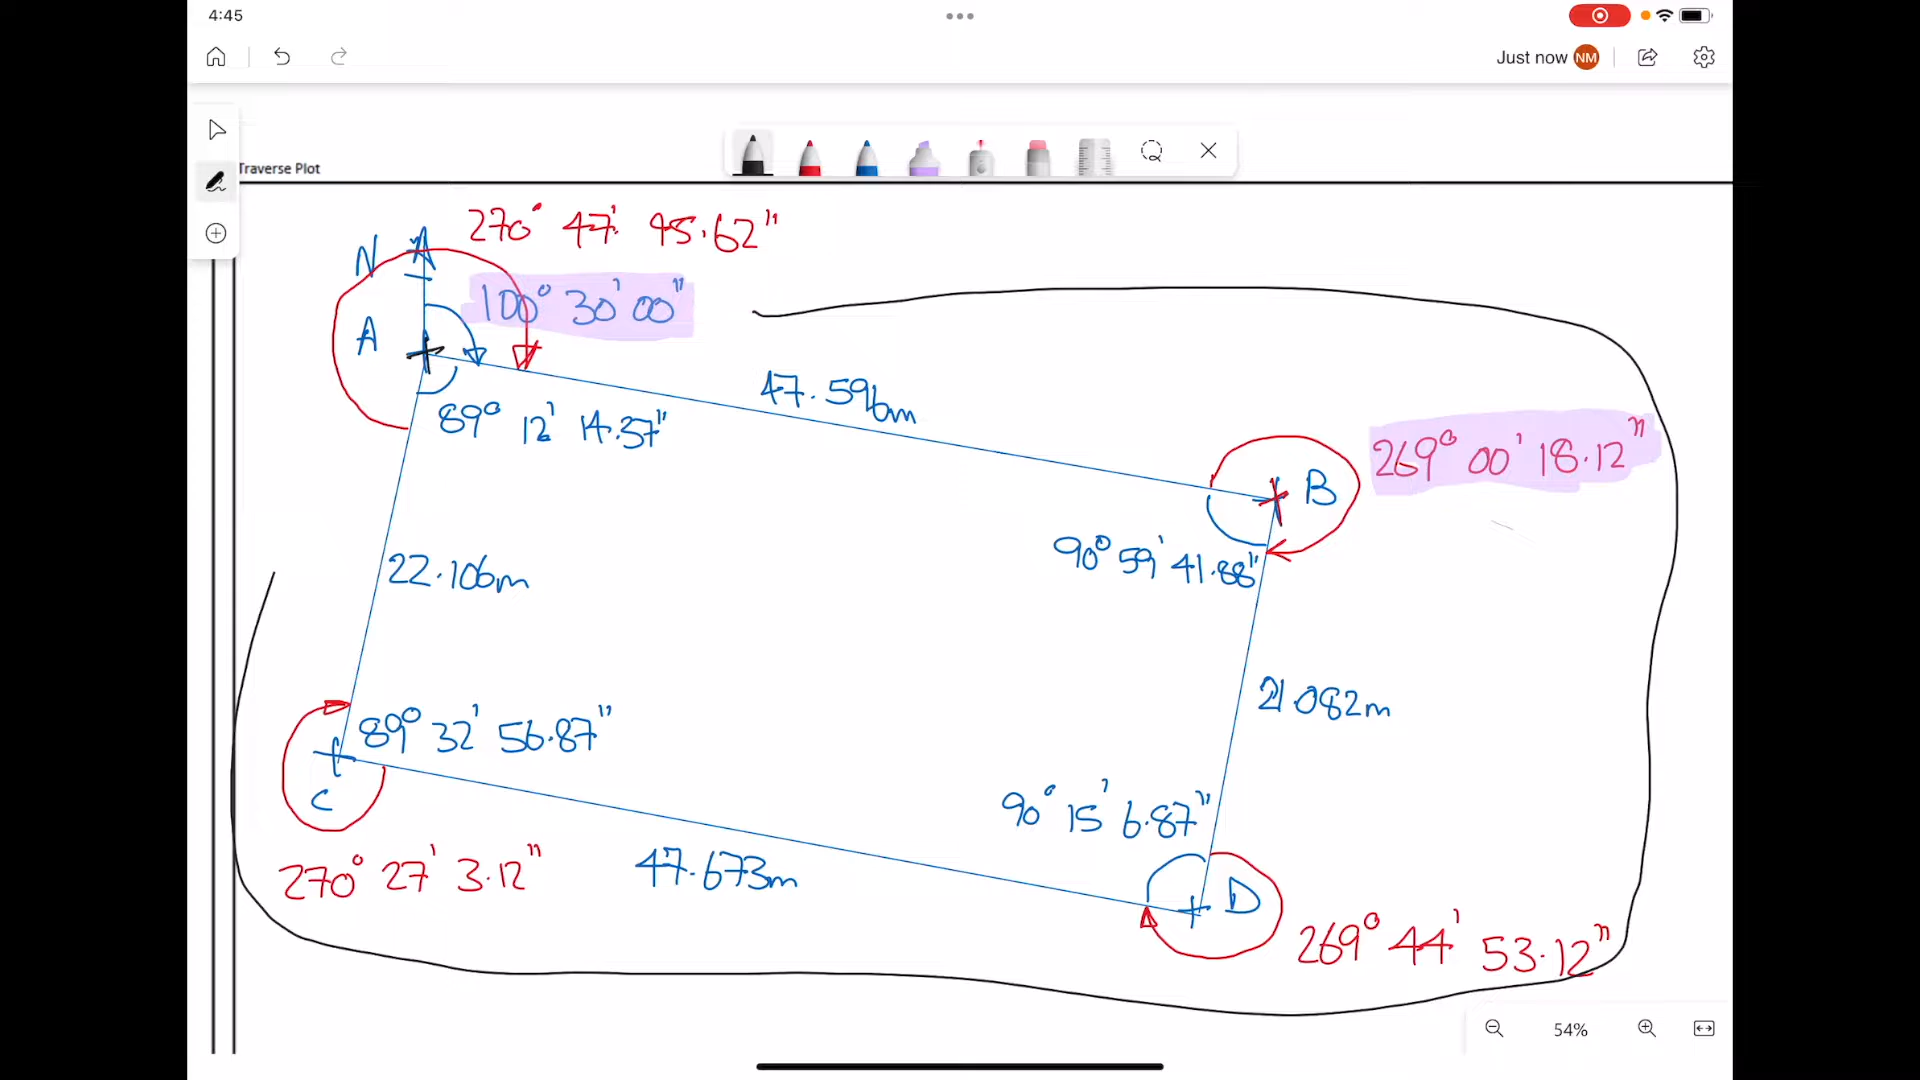 4:45
Just now NM
Traverse Plot
270° 47' 45.62"
N
100° 30' 00"
A
47.596m
89° 12' 14.37"
269° 00' 18.12"
B
90° 59' 41.88"
22.106m
21.082m
89° 32' 56.87"
C
90° 15' 6.87"
D
270° 27' 3.12"
47.673m
269° 44' 53.12"
54%